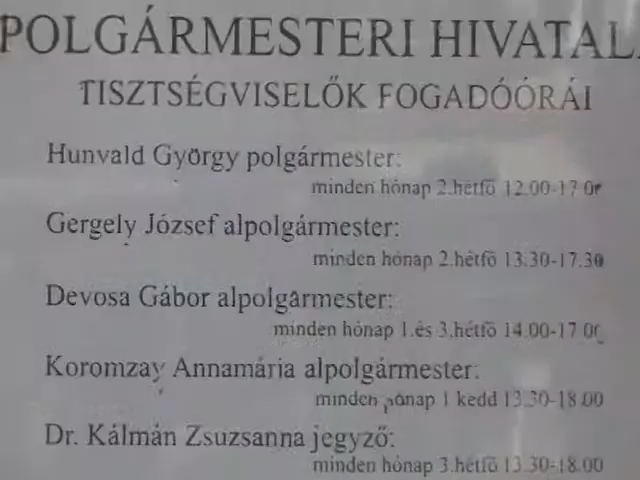 POLGÁRMESTERI HIVATAL
TISZTSÉGVISELŐK FOGADÓÓRÁI
Hunvald György polgármester:
minden hónap 2.hétfő 12.00-17.0
Gergely József alpolgármester:
minden hónap 2.hétfő 13.30-17.30
Devosa Gábor alpolgármester:
minden hónap 1.és 3.hétfő 14.00-17.0
Koromzay Annamária alpolgármester:
minden hónap 1 kedd 13.30-18.00
Dr. Kálmán Zsuzsanna jegyző:
minden hónap 3.hétfő 13.30-18.00